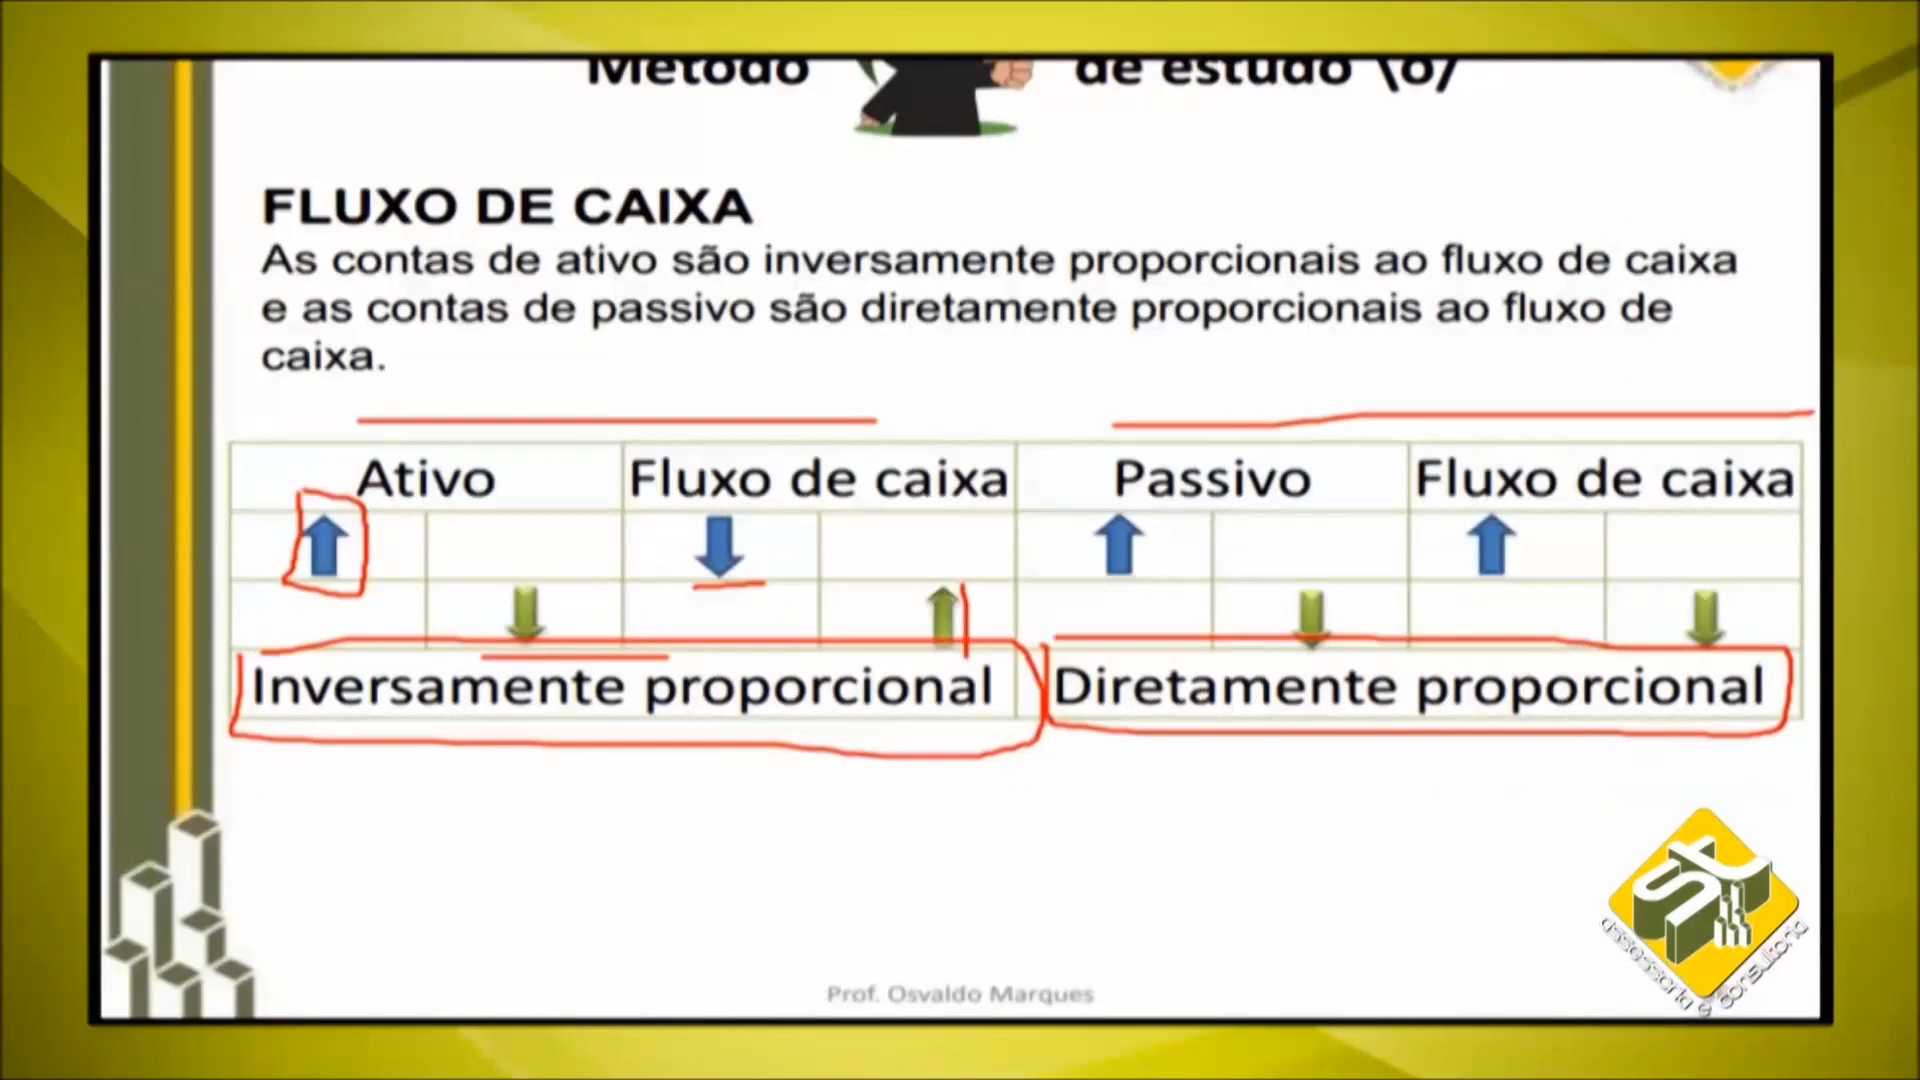 Método de estudo \o/
FLUXO DE CAIXA
As contas de ativo são inversamente proporcionais ao fluxo de caixa
e as contas de passivo são diretamente proporcionais ao fluxo de
caixa.
Ativo Fluxo de caixa Passivo Fluxo de caixa
Inversamente proporcional Diretamente proporcional
assessoria e consultoria
Prof. Osvaldo Marques